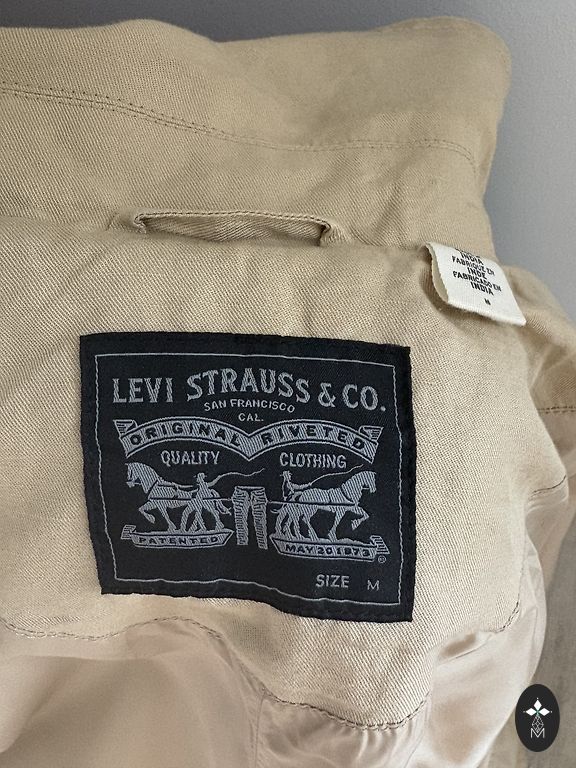 INDIA
FABRIQUE EN
INDE
FABRICADO EN
INDIA
M
LEVI STRAUSS & CO.
SAN FRANCISCO
CAL.
ORIGINAL RIVETED
QUALITY CLOTHING
PATENTED MAY 20 1873
®
SIZE M
M